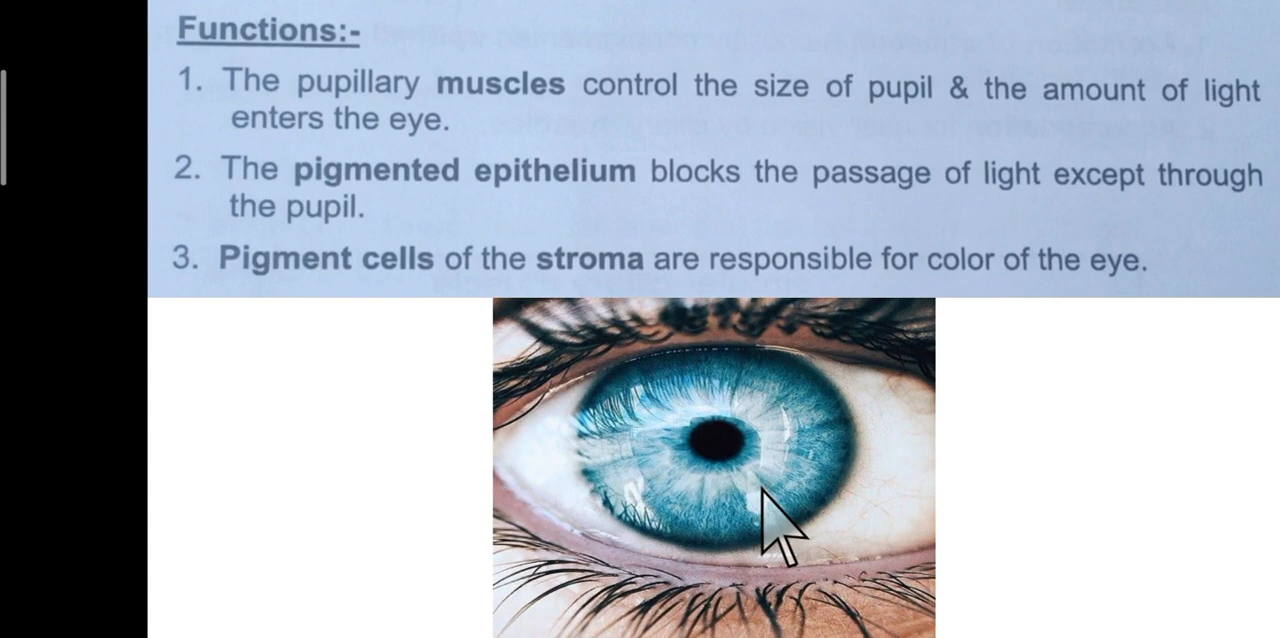 Functions:-
1. The pupillary muscles control the size of pupil & the amount of light
enters the eye.
2. The pigmented epithelium blocks the passage of light except through
the pupil.
3. Pigment cells of the stroma are responsible for color of the eye.